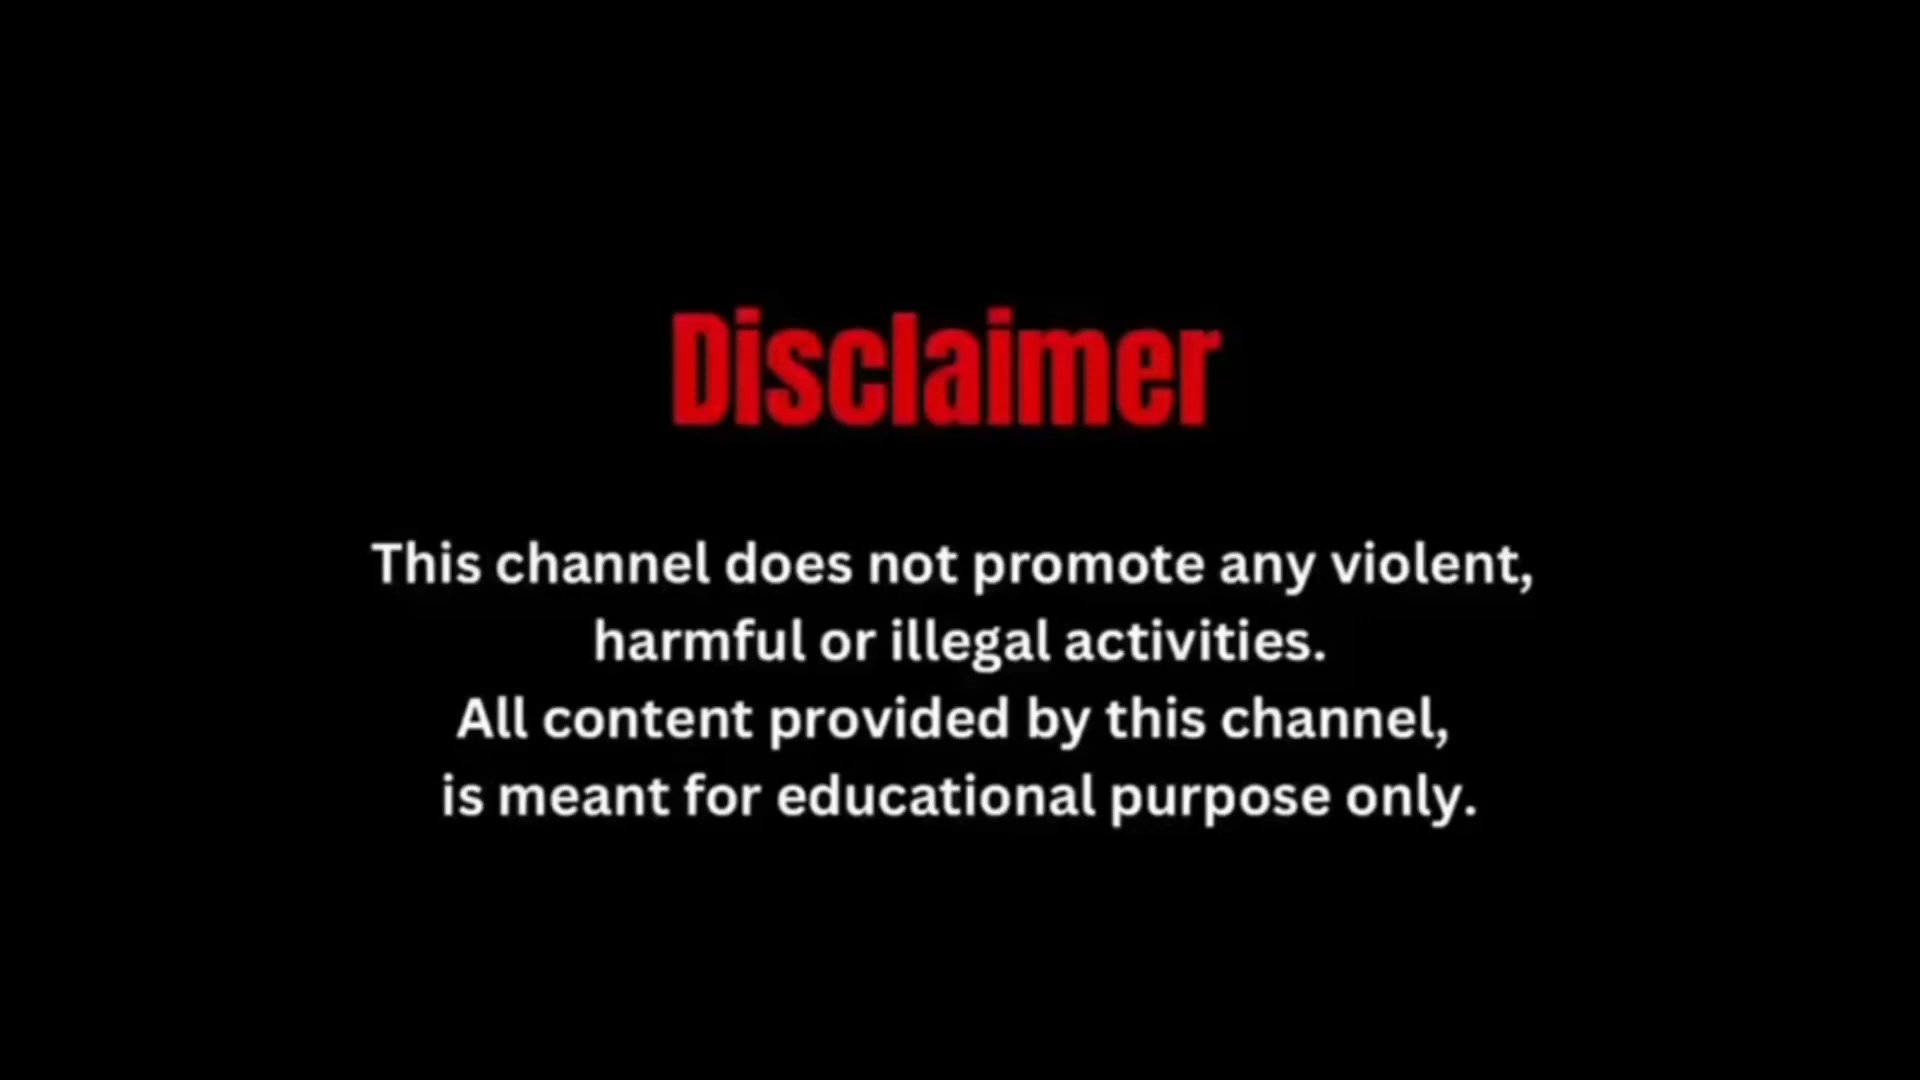 Disclaimer
This channel does not promote any violent,
harmful or illegal activities.
All content provided by this channel,
is meant for educational purpose only.